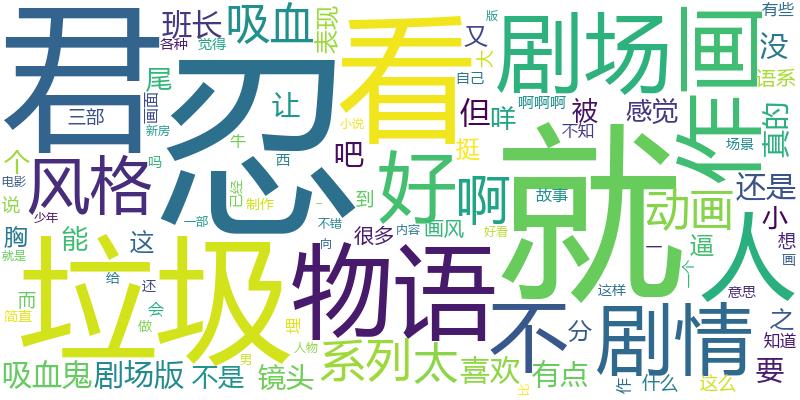 君
忍
看
就
垃圾
物语
剧场
画
作
人
剧情
不
好
风格
啊
动画
系列
太
班长
吸血
表现
又
大
版
自己
有些
没
语系
各种
觉得
尾
三部
画面
新房
让
但
咩
啊啊啊
被
不知
感觉
场景
真的
个
电影
说
少年
牛
吗
西
小说
吧
挺
已经
制作
到
故事
还是
小
想
画
胸
就是
能
这
一部
不错
向
很多
画风
内容
好看
逼
一
个
意思
而
简直
给
还
会
做
埋
人物
男
分
这样
之
知道
吸血鬼
剧场版
不是
镜头
喜欢
有点
比
作
什么
这么
要